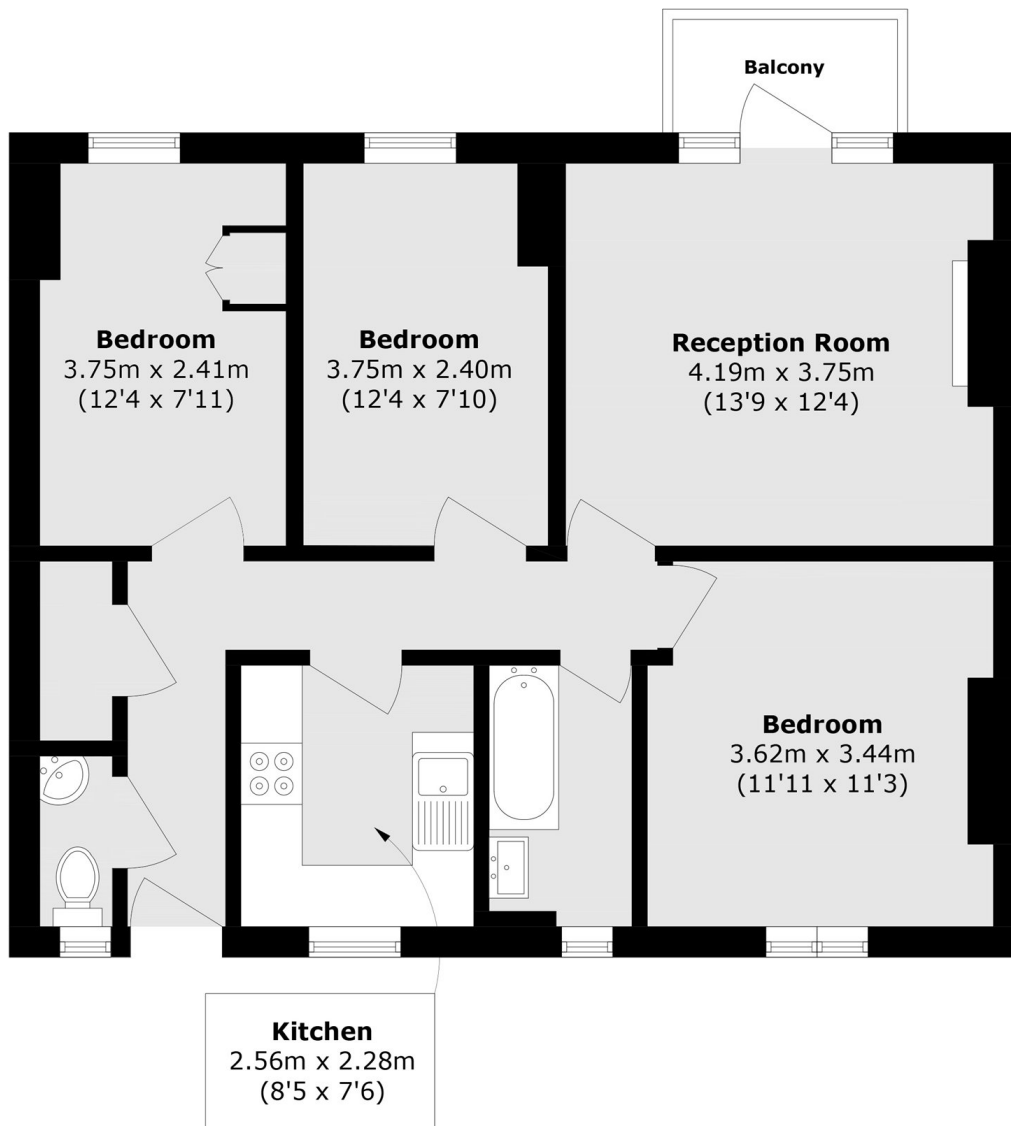 Balcony
Bedroom
3.75m x 2.41m
(12'4 x 7'11)
Bedroom
3.75m x 2.40m
(12'4 x 7'10)
Reception Room
4.19m x 3.75m
(13'9 x 12'4)
Bedroom
3.62m x 3.44m
(11'11 x 11'3)
Kitchen
2.56m x 2.28m
(8'5 x 7'6)